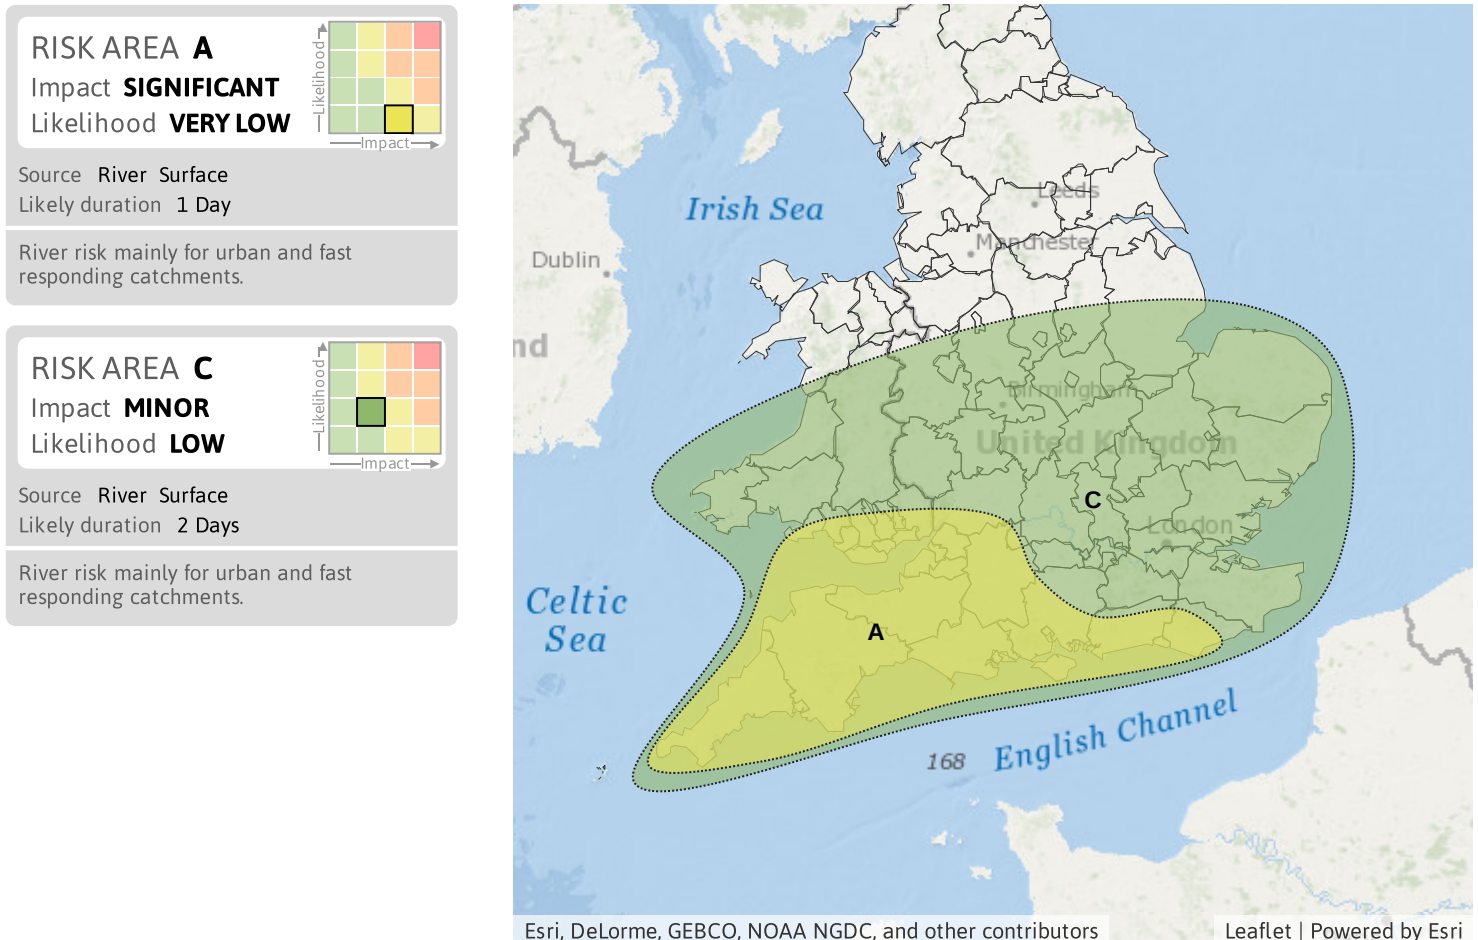 RISK AREA A
Impact SIGNIFICANT
Likelihood VERY LOW
Likelihood
Impact
Source River Surface
Likely duration 1 Day
River risk mainly for urban and fast
responding catchments.
RISK AREA C
Impact MINOR
Likelihood LOW
Likelihood
Impact
Source River Surface
Likely duration 2 Days
River risk mainly for urban and fast
responding catchments.
Leeds
Irish Sea
Manchester
Dublin
nd
Birmingham
United Kingdom
C
London
Celtic
Sea
A
English Channel
168
Esri, DeLorme, GEBCO, NOAA NGDC, and other contributors
Leaflet | Powered by Esri